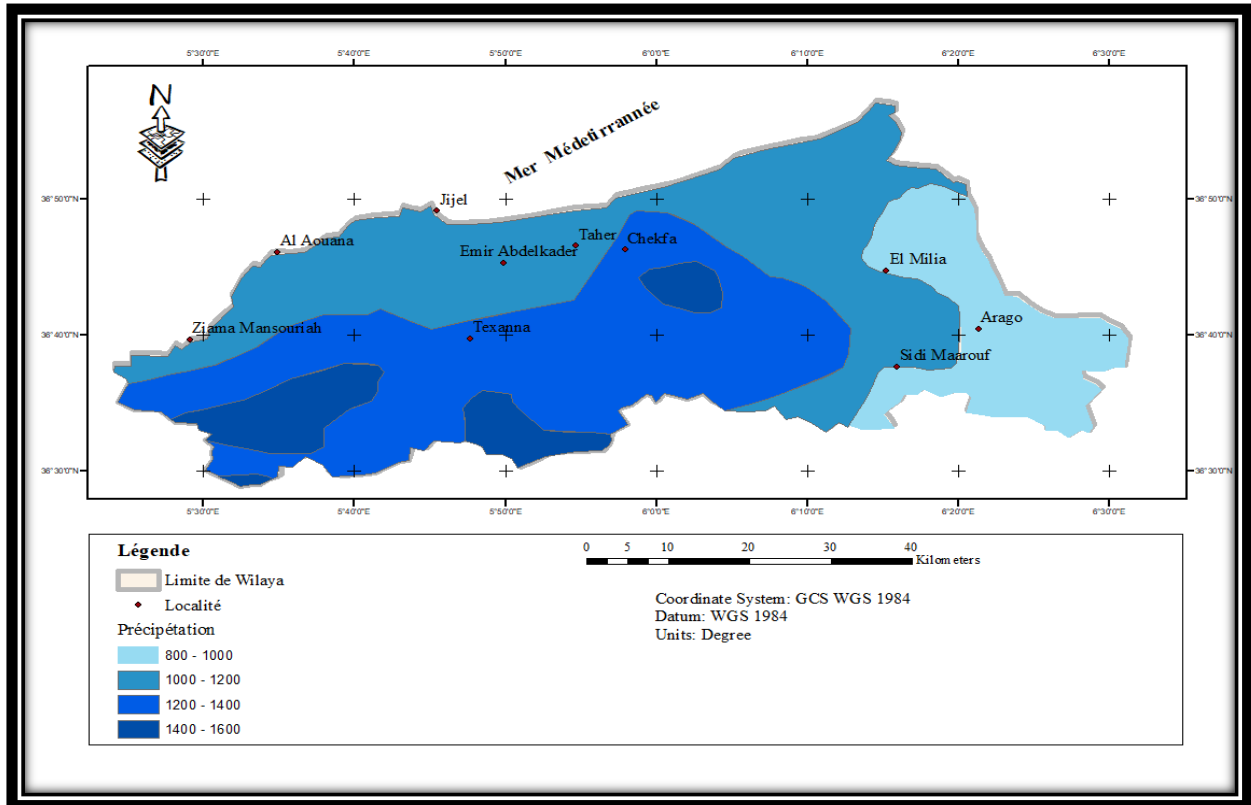 5°30'0"E 5°40'0"E 5°50'0"E 6°0'0"E 6°10'0"E 6°20'0"E 6°30'0"E
N
Mer Médetirrannée
36°50'0"N 36°50'0"N
Jijel
Al Aouana
Emir Abdelkader
Taher
Chekfa
El Milia
36°40'0"N 36°40'0"N
Ziama Mansouriah
Texanna
Arago
Sidi Maarouf
36°30'0"N 36°30'0"N
5°30'0"E 5°40'0"E 5°50'0"E 6°0'0"E 6°10'0"E 6°20'0"E 6°30'0"E
Légende
Limite de Wilaya
Localité
Précipétation
800 - 1000
1000 - 1200
1200 - 1400
1400 - 1600
0 5 10 20 30 40
Kilometers
Coordinate System: GCS WGS 1984
Datum: WGS 1984
Units: Degree